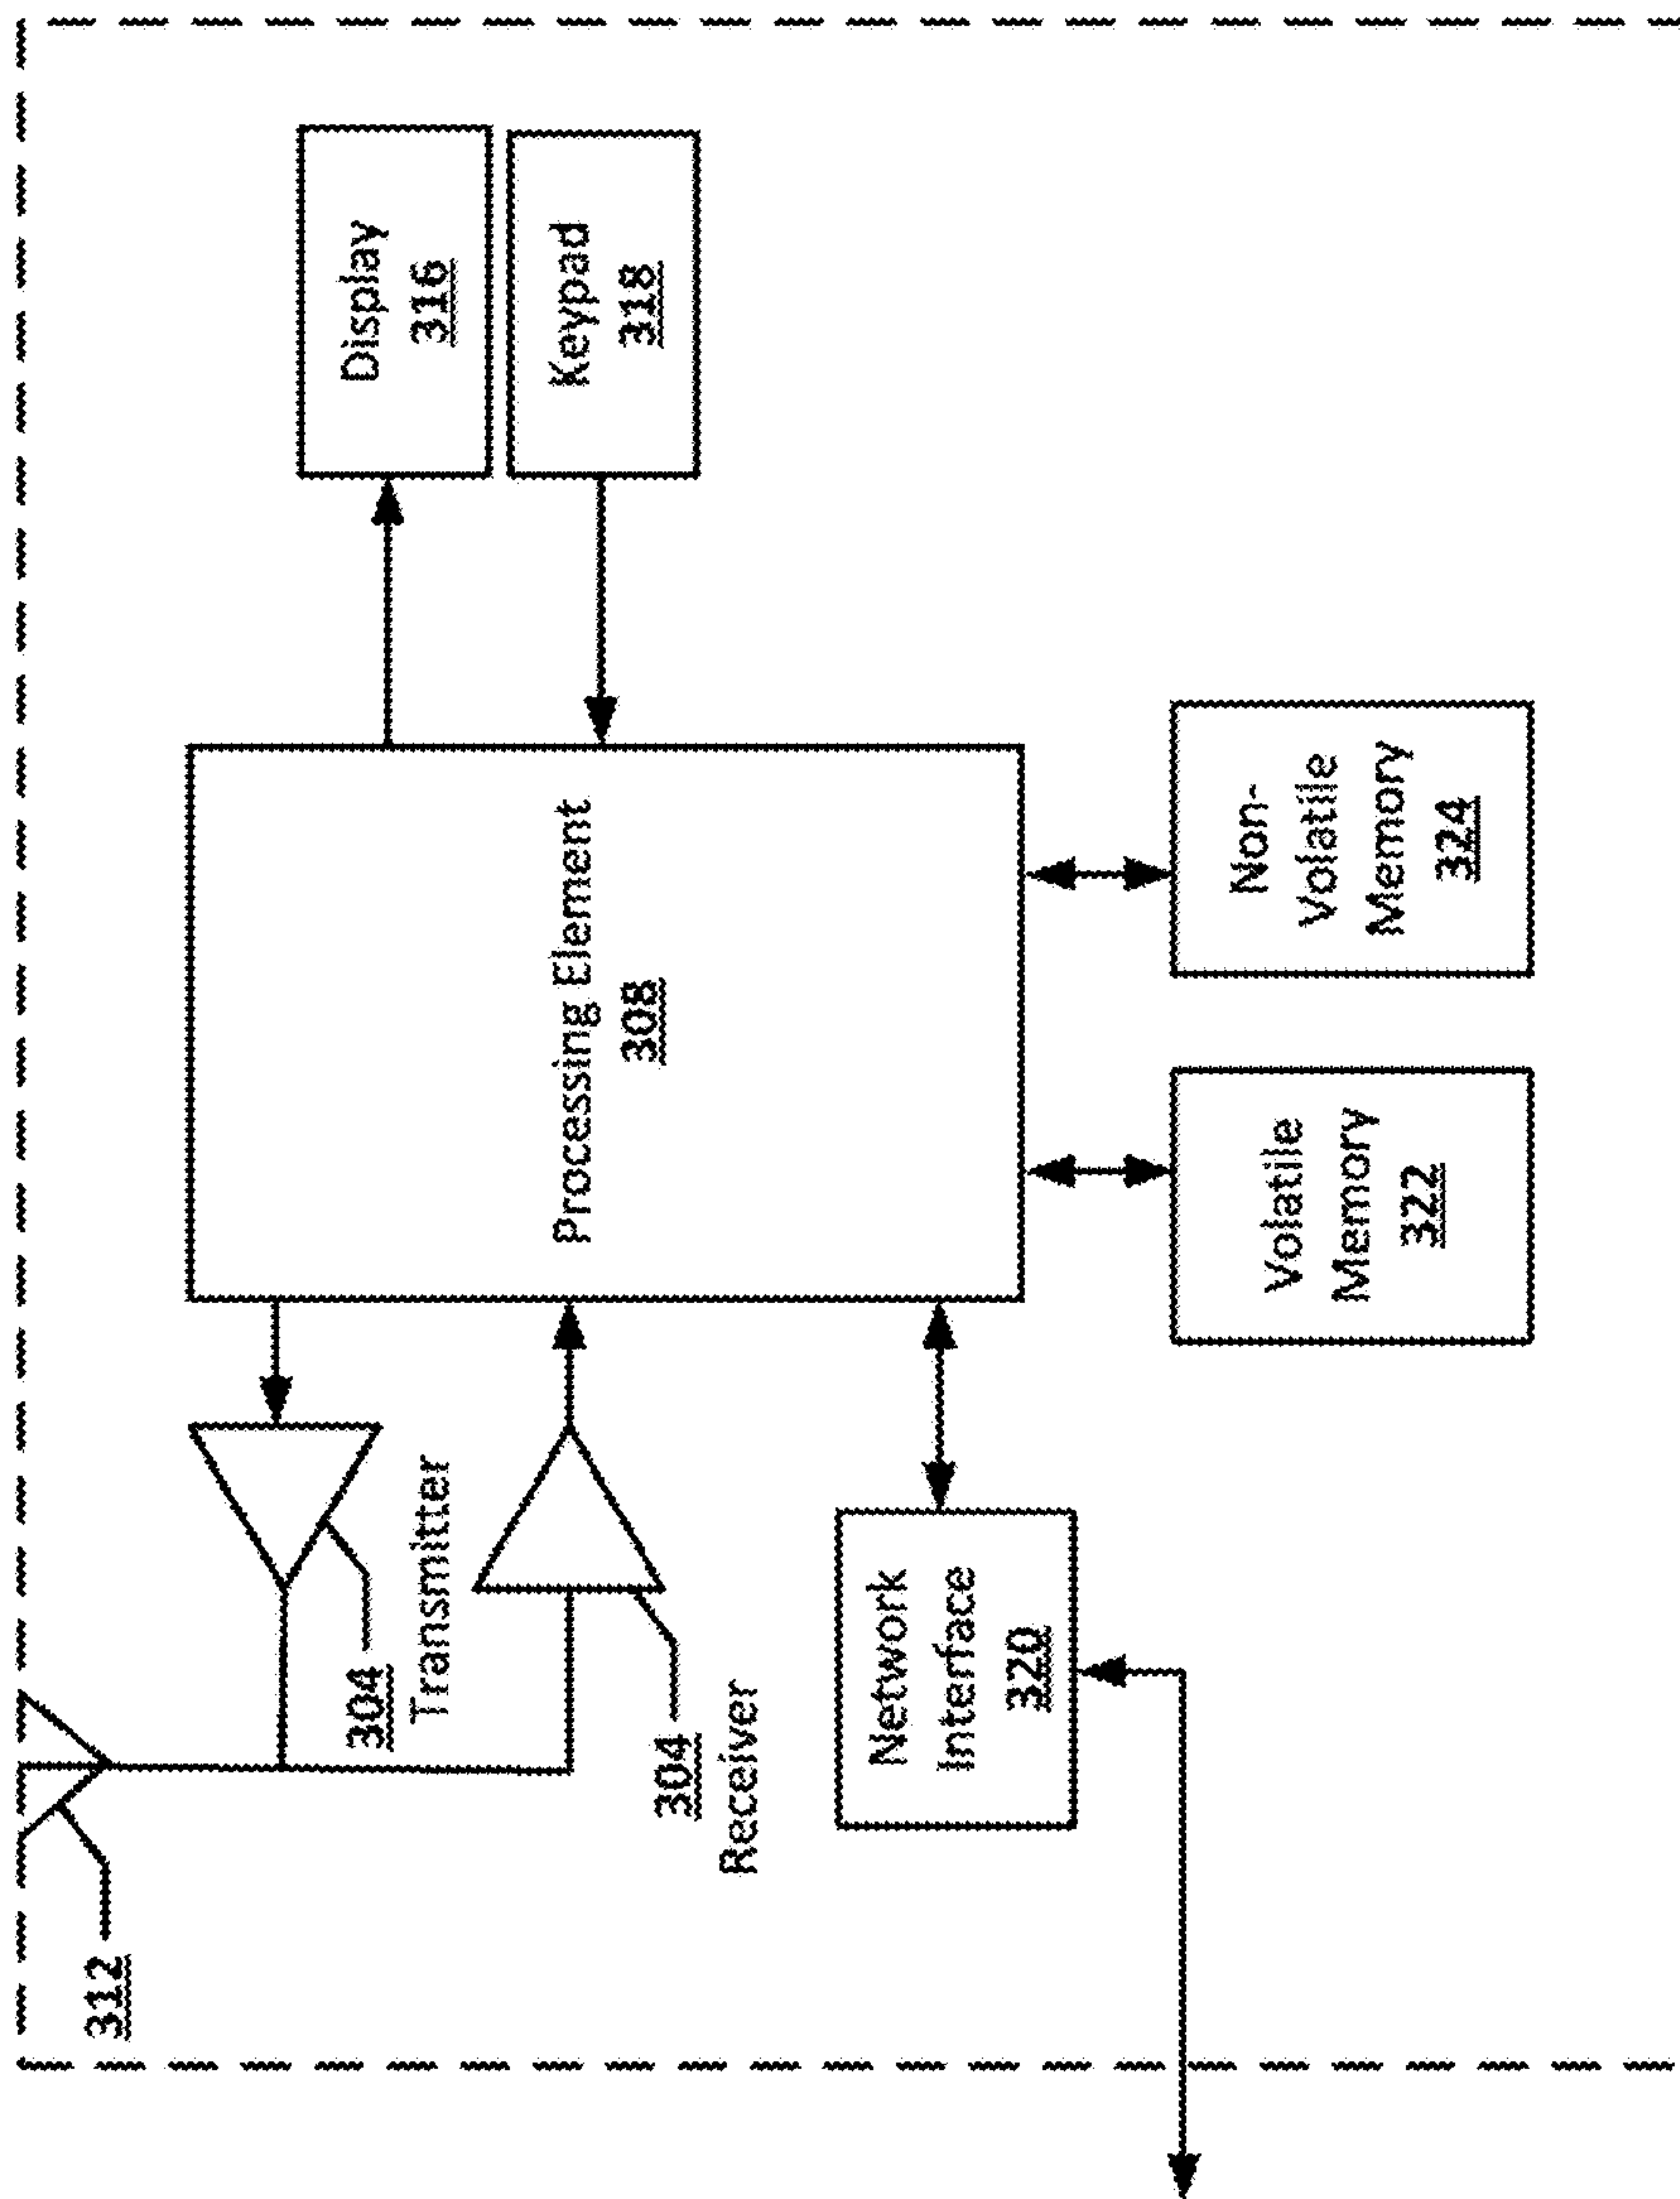 312
304
Transmitter
304
Receiver
Processing Element
308
Display
316
Keypad
318
Network
Interface
320
Volatile
Memory
322
Non-
Volatile
Memory
324